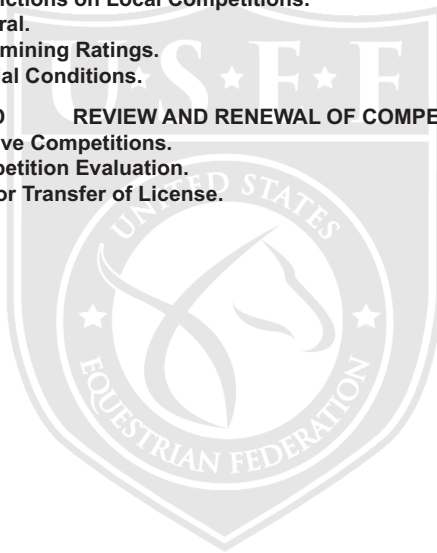 ictions on Local Competitions.
ral.
mining Ratings.
al Conditions.
REVIEW AND RENEWAL OF COMPE
ve Competitions.
petition Evaluation.
or Transfer of License.
U★S★E★F
UNITED STATES
EQUESTRIAN FEDERATION